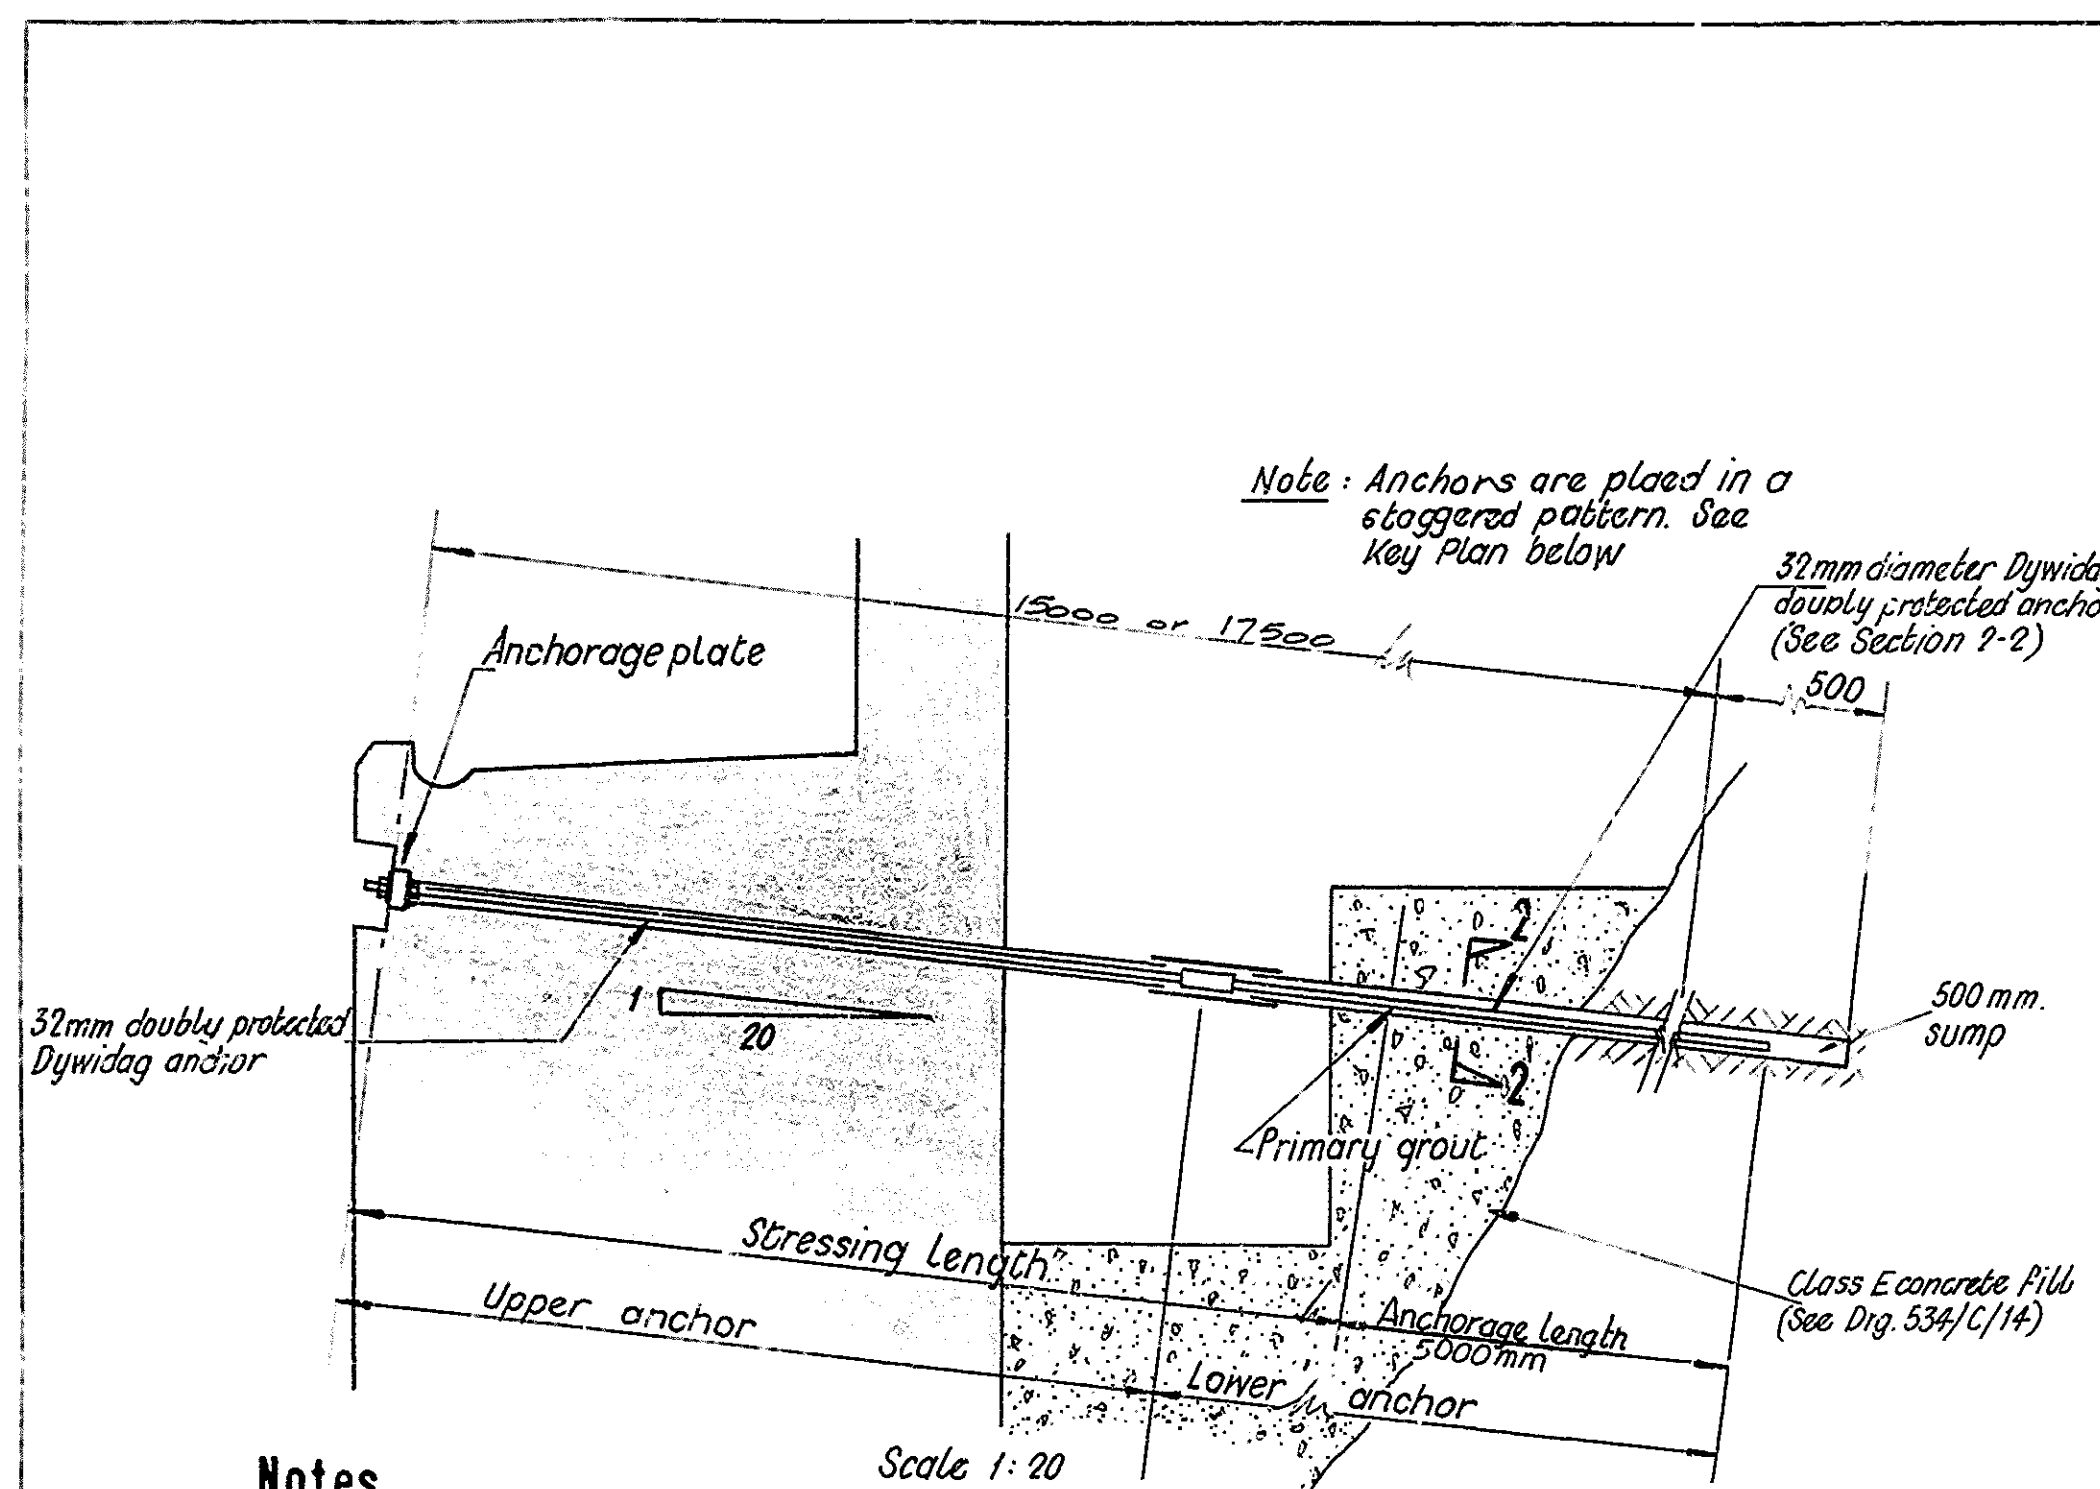 Note : Anchors are plaed in a
staggered pattern. See
Key Plan below
32mm diameter Dywida
doubly protected ancho
(See Section 2-2)
15000 or 17500
500
Anchorage plate
2
1
20
32mm doubly protected
Dywidag anchor
500 mm.
sump
2
Primary grout
Stressing Length
Upper anchor
Anchorage length
5000mm
Lower anchor
Class E concrete fill
(See Drg. 534/C/14)
Scale 1:20
Notes